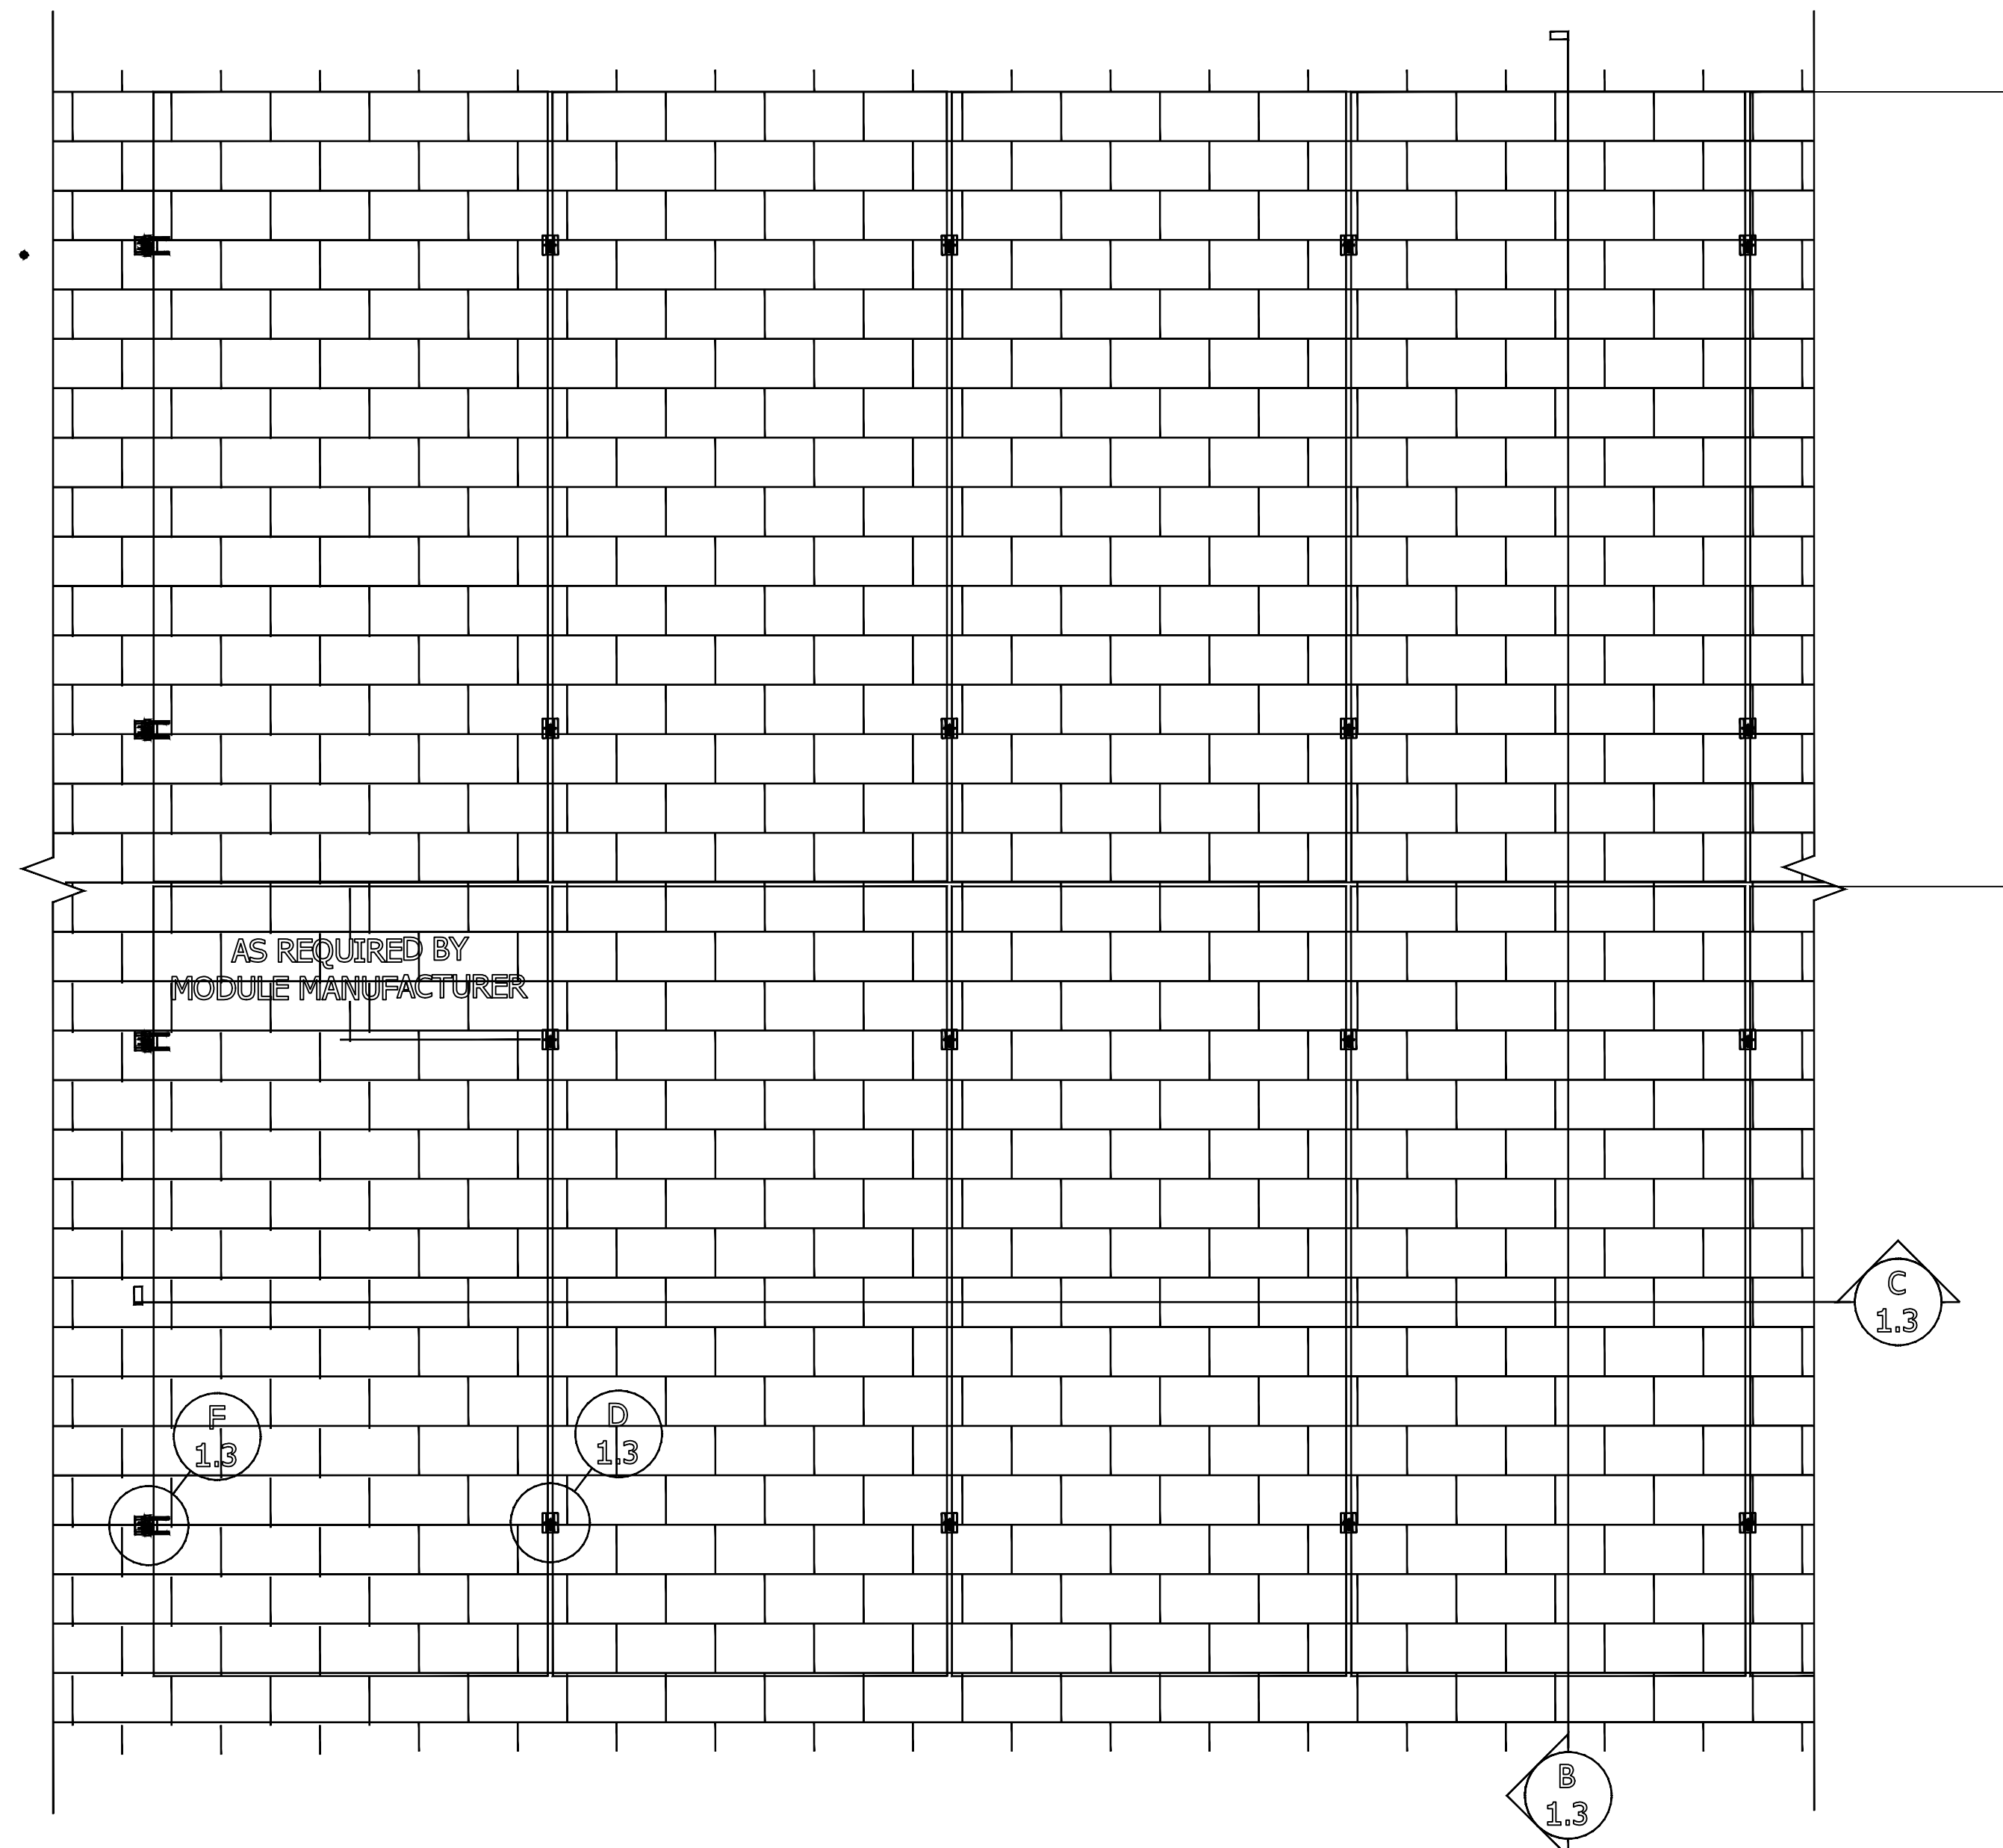 AS REQUIRED BY
MODULE MANUFACTURER
C
1.3
F
1.3
D
1.3
B
1.3